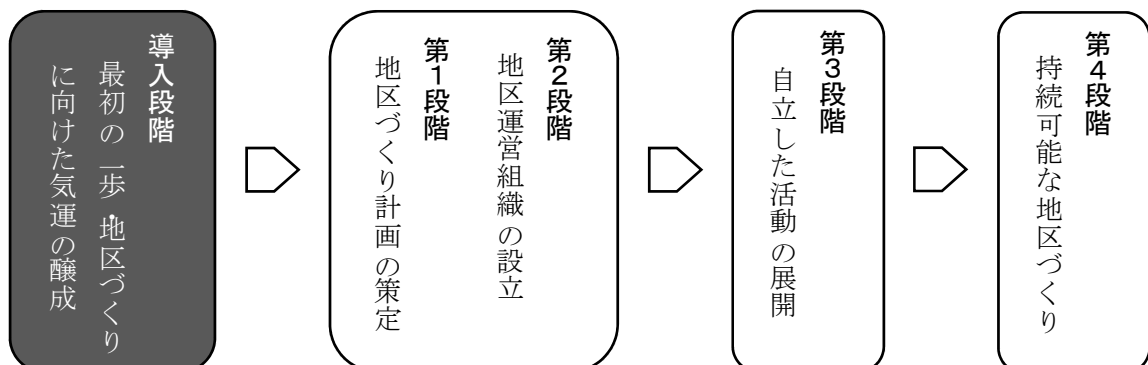 導入段階
最初の一歩・地区づくり
に向けた気運の醸成
第2段階
地区運営組織の設立
第1段階
地区づくり計画の策定
第3段階
自立した活動の展開
第4段階
持続可能な地区づくり